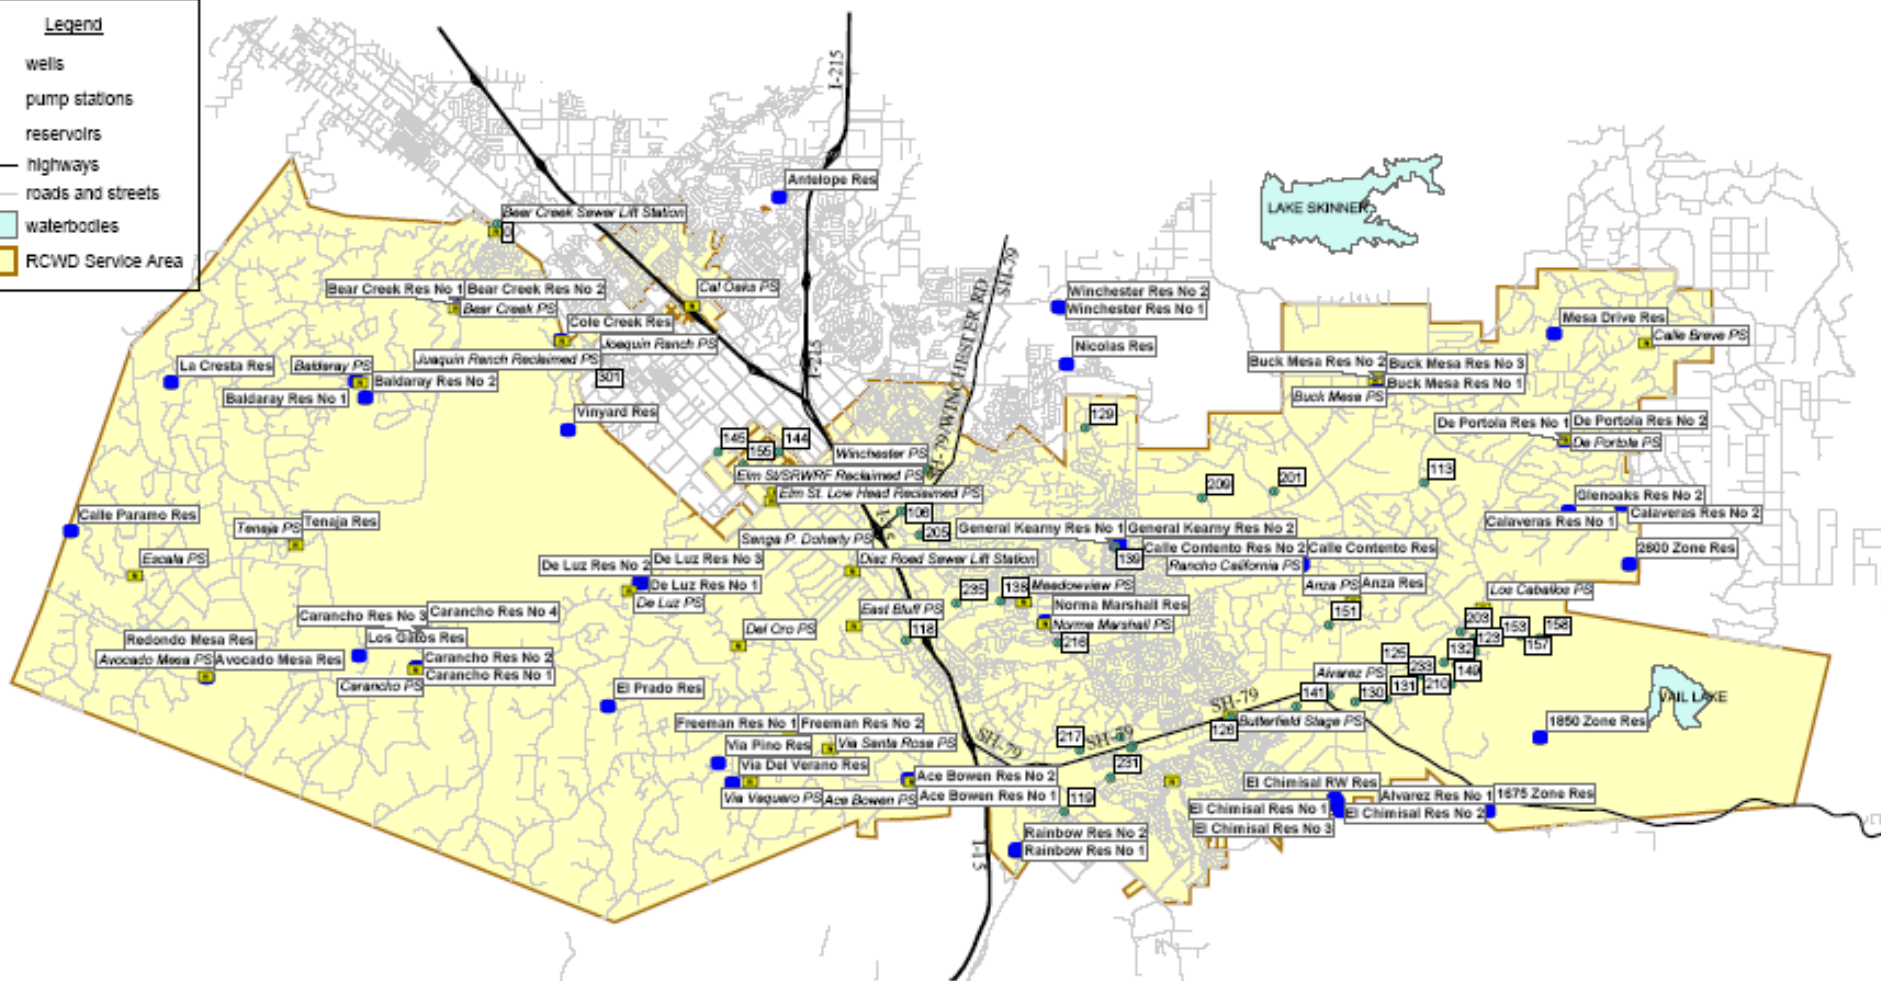 Legend
wells
pump stations
reservoirs
highways
roads and streets
waterbodies
RCWD Service Area
I-215
Antelope Res
LAKE SKINNER
Bear Creek Sewer Lift Station
0
SH-79
Bear Creek Res No 1
Bear Creek Res No 2
Cal Oaks PS
Winchester Res No 2
Winchester Res No 1
Bear Creek PS
Cole Creek Res
Mesa Drive Res
Calle Breve PS
Joaquin Ranch PS
Nicolas Res
Juaquin Ranch Reclaimed PS
I-215
SH-79/WINCHESTER RD
La Cresta Res
Baldaray PS
Baldaray Res No 2
301
Buck Mesa Res No 2
Buck Mesa Res No 3
Buck Mesa Res No 1
Baldaray Res No 1
Buck Mesa PS
Vinyard Res
129
De Portola Res No 1
De Portola Res No 2
De Portola PS
145
144
155
Winchester PS
Elm St/SRWRF Reclaimed PS
Elm St. Low Head Reclaimed PS
209
201
113
Glenoaks Res No 2
Calle Paramo Res
Tenaja PS
Tenaja Res
106
Calaveras Res No 1
Calaveras Res No 2
Senga P. Doherty PS
205
General Kearny Res No 1
General Kearny Res No 2
Escala PS
De Luz Res No 2
De Luz Res No 3
Diaz Road Sewer Lift Station
139
Calle Contento Res No 2
Calle Contento Res
2600 Zone Res
Rancho California PS
De Luz Res No 1
De Luz PS
235
138
Meadowview PS
Anza PS
Anza Res
Los Caballos PS
Carancho Res No 3
Carancho Res No 4
East Bluff PS
Norma Marshall Res
Norma Marshall PS
151
Redondo Mesa Res
Los Gatos Res
Del Oro PS
118
216
203
153
158
123
157
132
Avocado Mesa PS
Avocado Mesa Res
Carancho Res No 2
Carancho Res No 1
Carancho PS
125
233
149
Alvarez PS
131
210
El Prado Res
141
130
VAIL LAKE
SH-79
Freeman Res No 1
Freeman Res No 2
Butterfield Stage PS
126
1850 Zone Res
Via Pino Res
Via Santa Rosa PS
SH-79
217
SH-79
Via Del Verano Res
231
Via Vaquero PS
Ace Bowen PS
Ace Bowen Res No 2
Ace Bowen Res No 1
119
El Chimisal RW Res
Alvarez Res No 1
1675 Zone Res
El Chimisal Res No 1
El Chimisal Res No 2
El Chimisal Res No 3
Rainbow Res No 2
Rainbow Res No 1
I-15